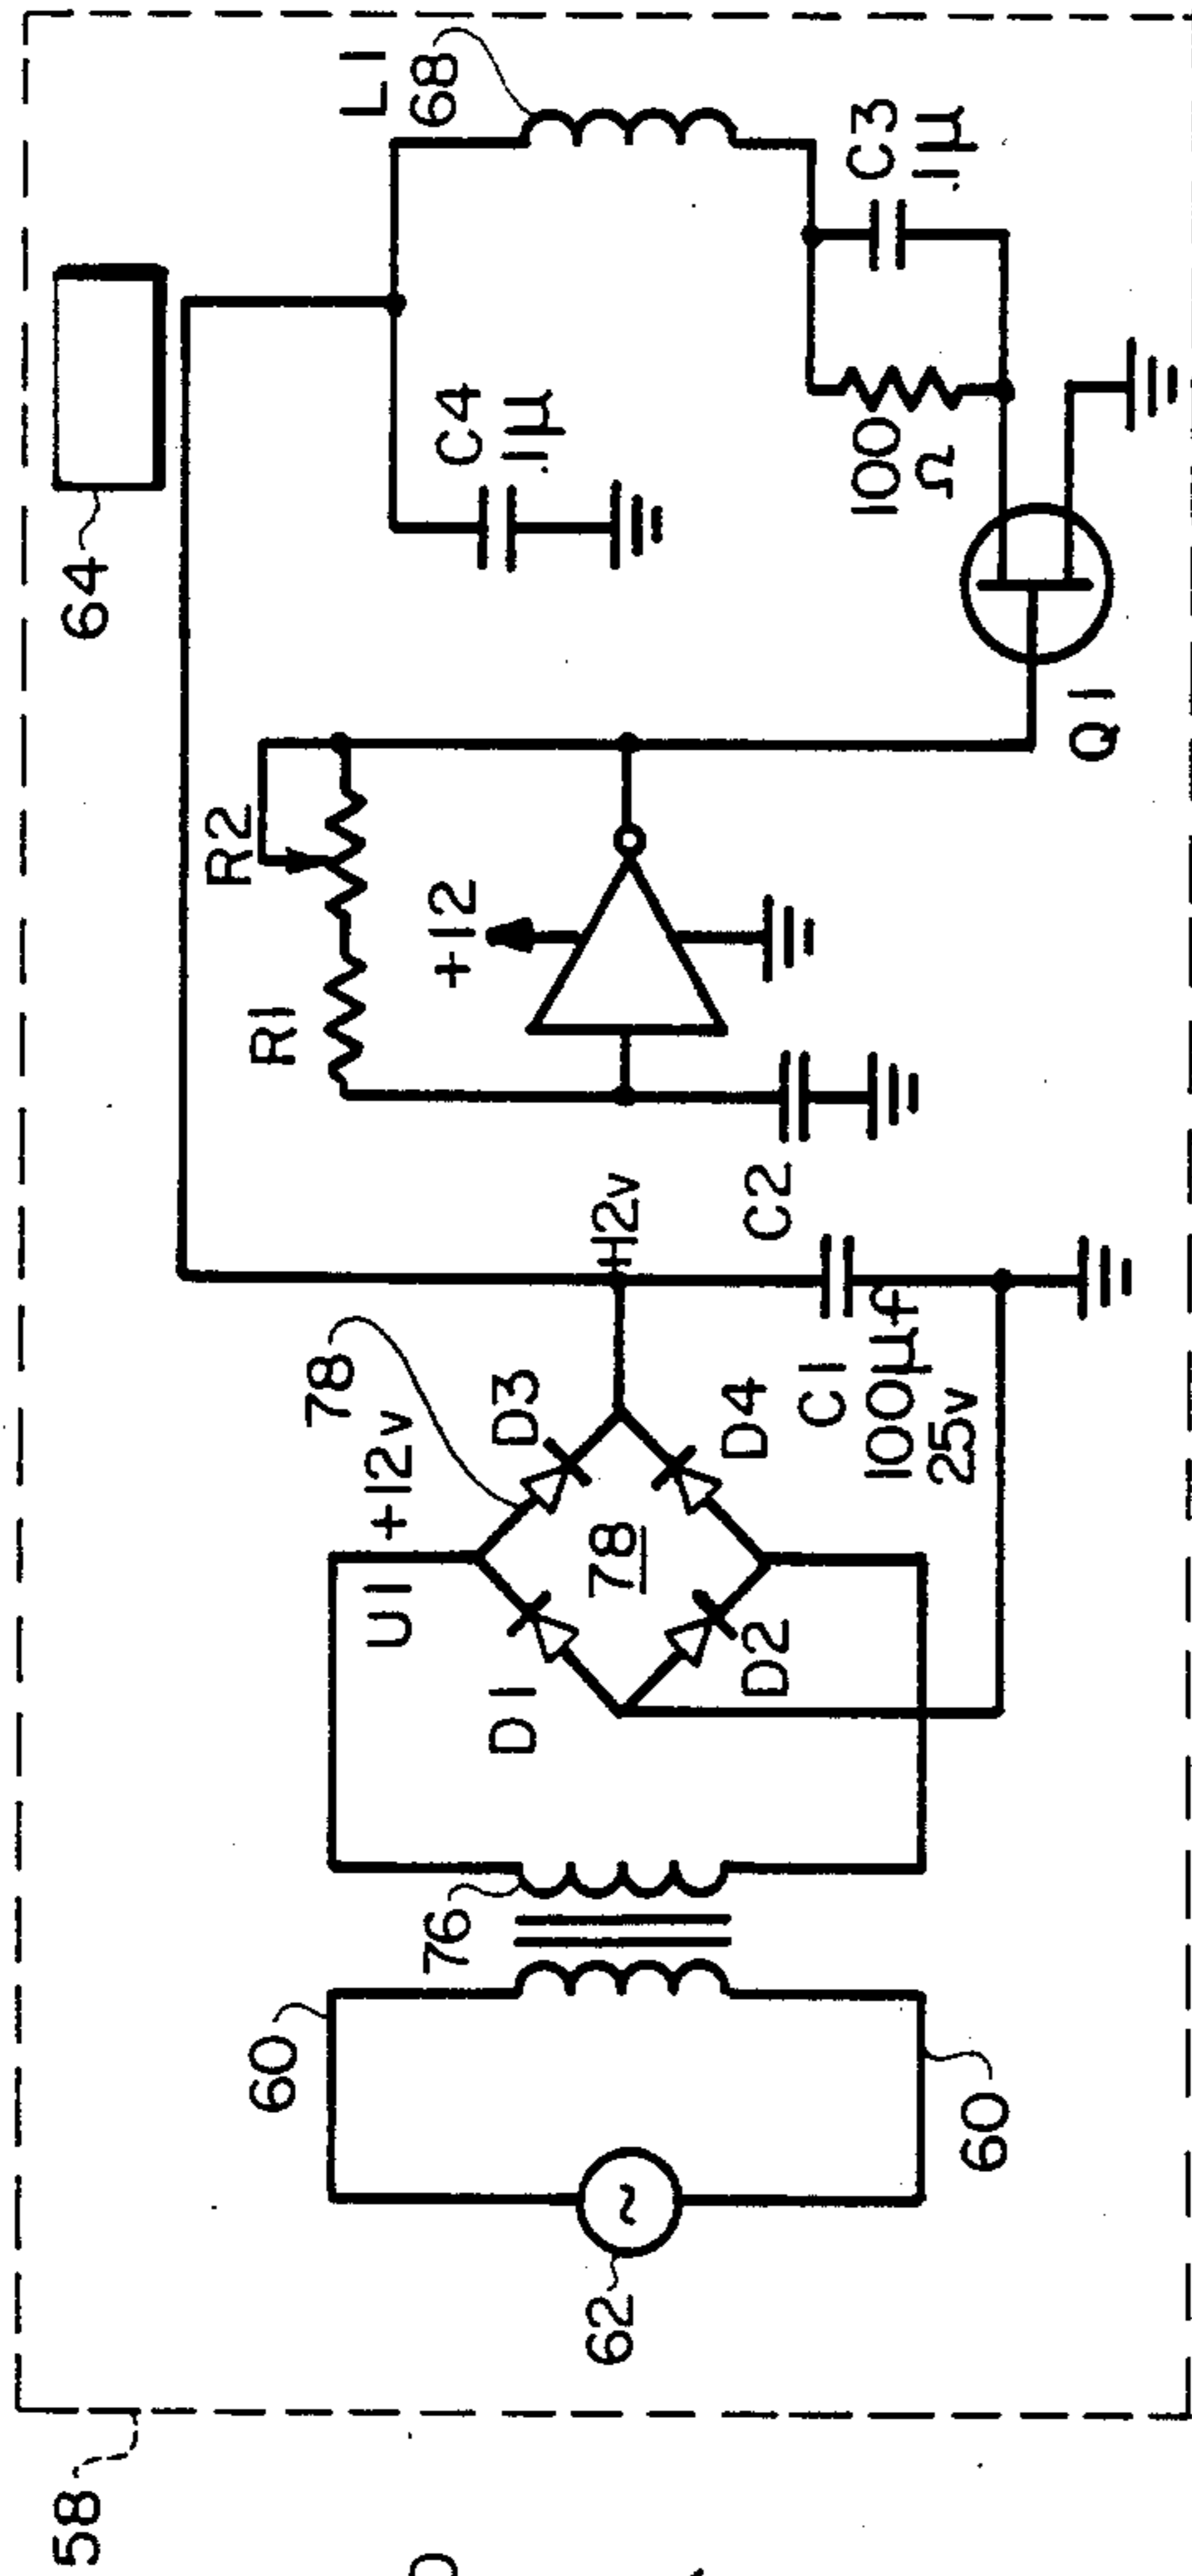 58
62
60
60
76
U1 +12v
78
D1
D3
78
D2
D4
+12v
C1
100µf
25v
C2
R1
R2
+12
Q1
64
C4
.1µ
100
Ω
L1
68
C3
.1µ